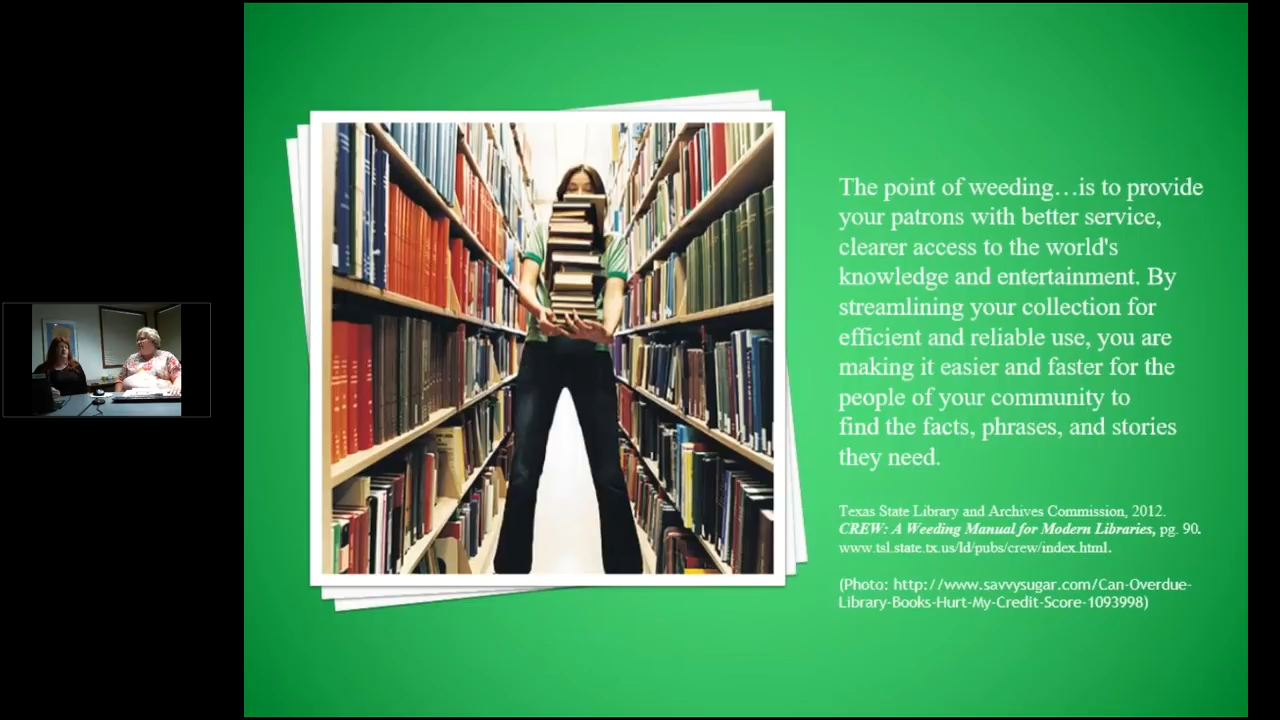 The point of weeding…is to provide
your patrons with better service,
clearer access to the world's
knowledge and entertainment. By
streamlining your collection for
efficient and reliable use, you are
making it easier and faster for the
people of your community to
find the facts, phrases, and stories
they need.
Texas State Library and Archives Commission, 2012.
CREW: A Weeding Manual for Modern Libraries, pg. 90.
www.tsl.state.tx.us/ld/pubs/crew/index.html.
(Photo: http://www.savvysugar.com/Can-Overdue-
Library-Books-Hurt-My-Credit-Score-1093998)